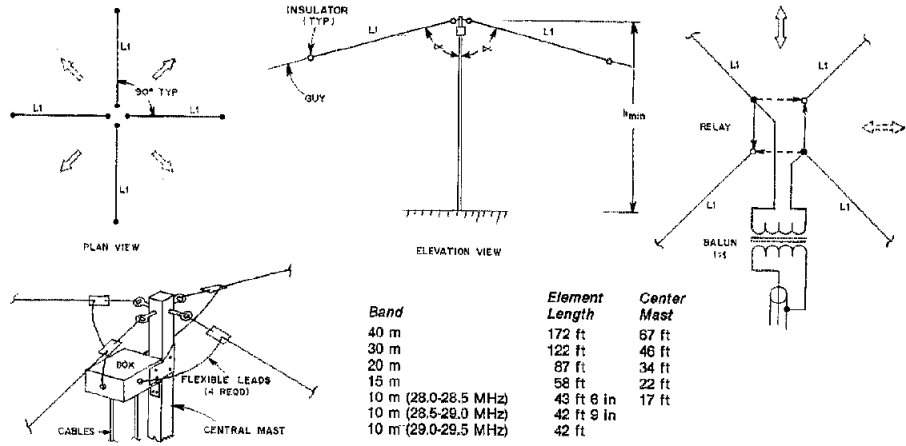 L1
90° TYP
L1
L1
L1
PLAN VIEW
INSULATOR
(TYP)
L1
L1
∝
∝
GUY
hmin
ELEVATION VIEW
L1
L1
RELAY
L1
L1
BALUN
BOX
FLEXIBLE LEADS
(4 REQD)
CABLES
CENTRAL MAST
Band Element Length Center Mast
40 m 172 ft 67 ft
30 m 122 ft 46 ft
20 m 87 ft 34 ft
15 m 58 ft 22 ft
10 m (28.0-28.5 MHz) 43 ft 6 in 17 ft
10 m (28.5-29.0 MHz) 42 ft 9 in
10 m (29.0-29.5 MHz) 42 ft